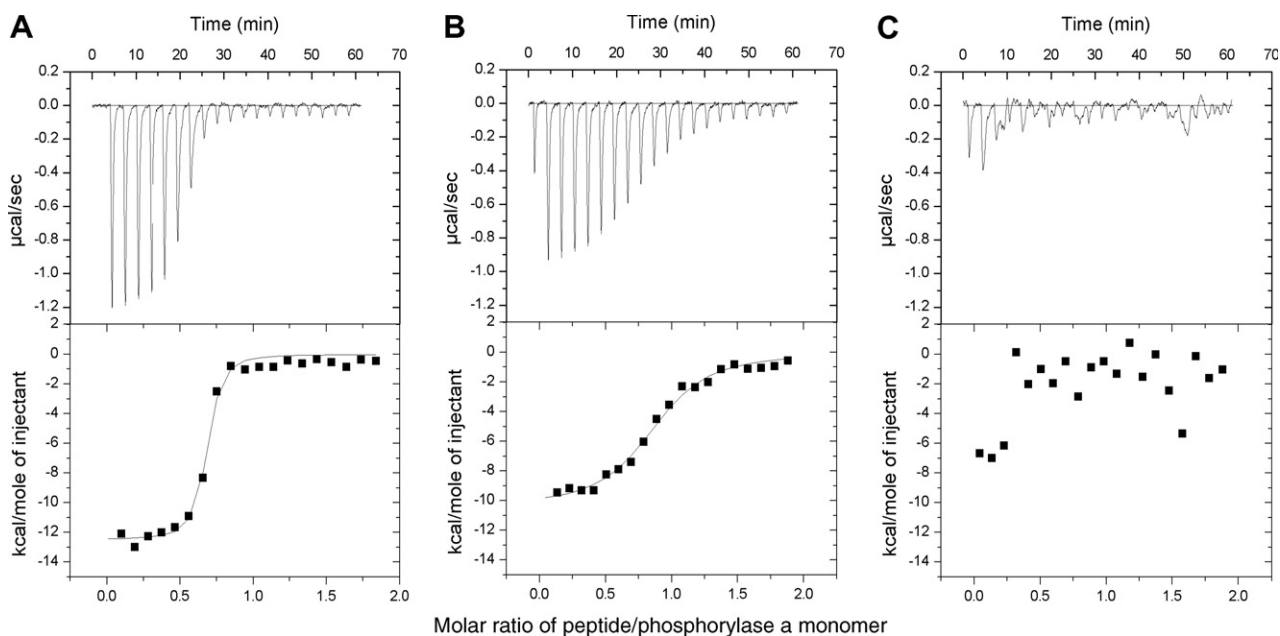 A
Time (min)
0 10 20 30 40 50 60 70
0.2
0.0
-0.2
-0.4
-0.6
-0.8
-1.0
-1.2
µcal/sec
2
0
-2
-4
-6
-8
-10
-12
-14
kcal/mole of injectant
0.0 0.5 1.0 1.5 2.0
B
Time (min)
0 10 20 30 40 50 60 70
0.2
0.0
-0.2
-0.4
-0.6
-0.8
-1.0
-1.2
µcal/sec
2
0
-2
-4
-6
-8
-10
-12
-14
kcal/mole of injectant
0.0 0.5 1.0 1.5 2.0
C
Time (min)
0 10 20 30 40 50 60 70
0.2
0.0
-0.2
-0.4
-0.6
-0.8
-1.0
-1.2
µcal/sec
2
0
-2
-4
-6
-8
-10
-12
-14
kcal/mole of injectant
0.0 0.5 1.0 1.5 2.0
Molar ratio of peptide/phosphorylase a monomer